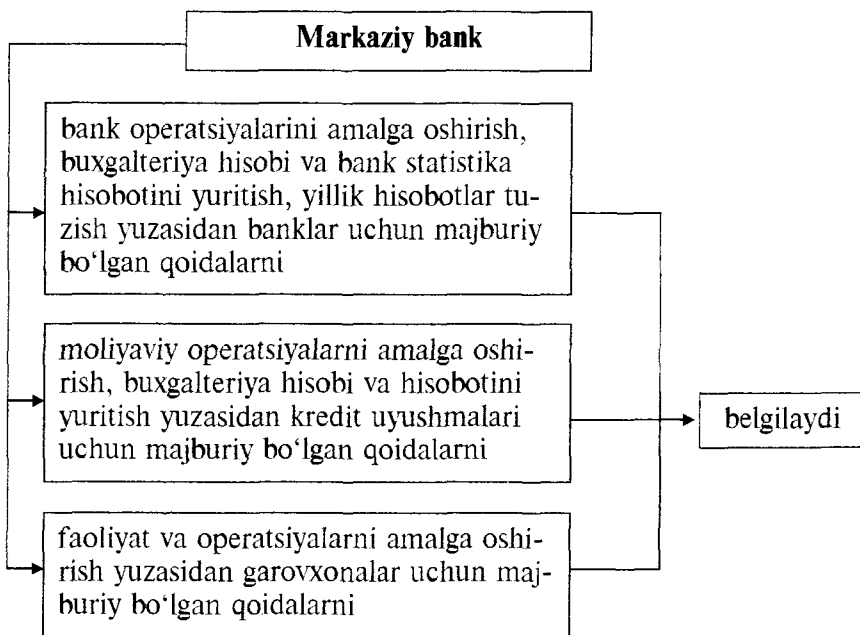 Markaziy bank
bank operatsiyalarini amalga oshirish,
buxgalteriya hisobi va bank statistika
hisobotini yuritish, yillik hisobotlar tu-
zish yuzasidan banklar uchun majburiy
bo‘lgan qoidalarni
moliyaviy operatsiyalarni amalga oshi-
rish, buxgalteriya hisobi va hisobotini
yuritish yuzasidan kredit uyushmalari
uchun majburiy bo‘lgan qoidalarni
belgilaydi
faoliyat va operatsiyalarni amalga oshi-
rish yuzasidan garovxonalar uchun maj-
buriy bo‘lgan qoidalarni